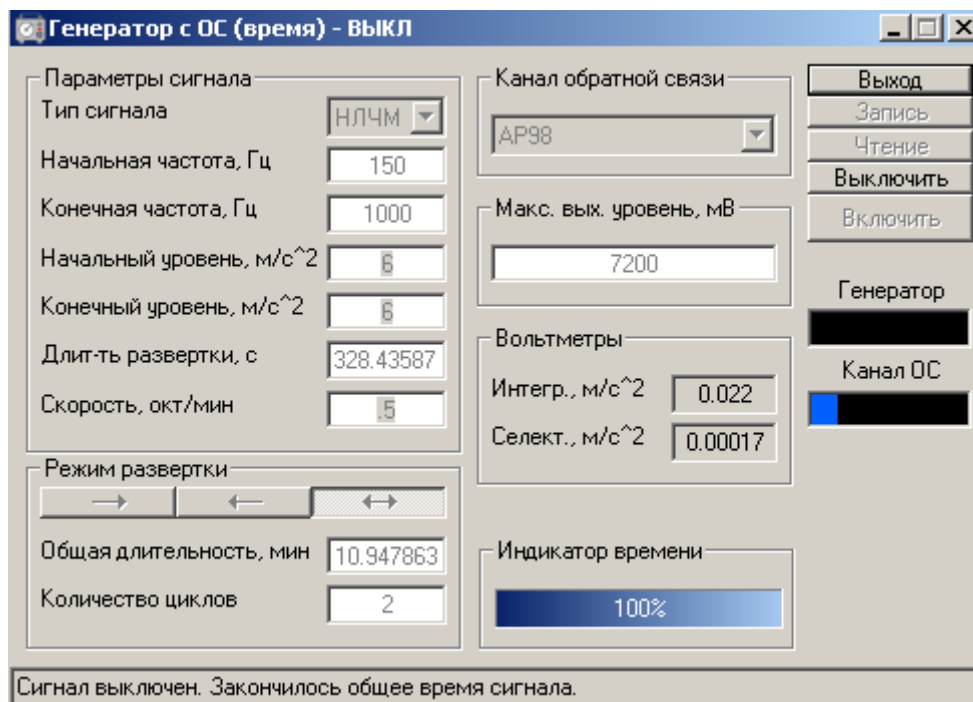 Генератор с ОС (время) - ВЫКЛ
Параметры сигнала
Тип сигнала НЛЧМ
Начальная частота, Гц 150
Конечная частота, Гц 1000
Начальный уровень, м/с^2 6
Конечный уровень, м/с^2 6
Длит-ть развертки, с 328.43587
Скорость, окт/мин .5
Режим развертки
Общая длительность, мин 10.947863
Количество циклов 2
Канал обратной связи
AP98
Макс. вых. уровень, мВ
7200
Вольтметры
Интегр., м/с^2 0.022
Селект., м/с^2 0.00017
Индикатор времени
100%
Выход
Запись
Чтение
Выключить
Включить
Генератор
Канал ОС
Сигнал выключен. Закончилось общее время сигнала.